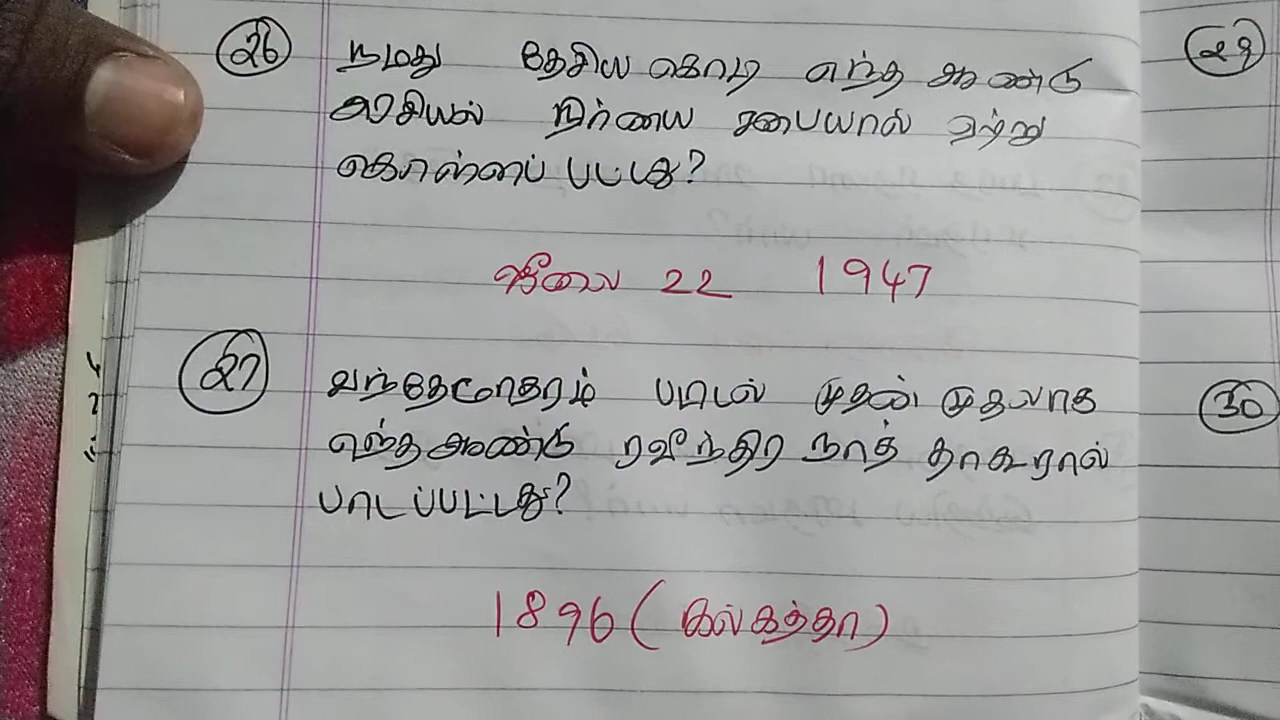 26 நமது தேசிய கொடி எந்த ஆண்டு
அரசியல் நிர்ணய சபையால் ஏற்று
கொள்ளப் பட்டது?
ஜீலை 22 1947
27 வந்தேமாதரம் பாடல் முதன் முதலாக
எந்த ஆண்டு ரவீந்திர நாத் தாகூரால்
பாடப்பட்டது?
1896 (கல்கத்தா)
29
30